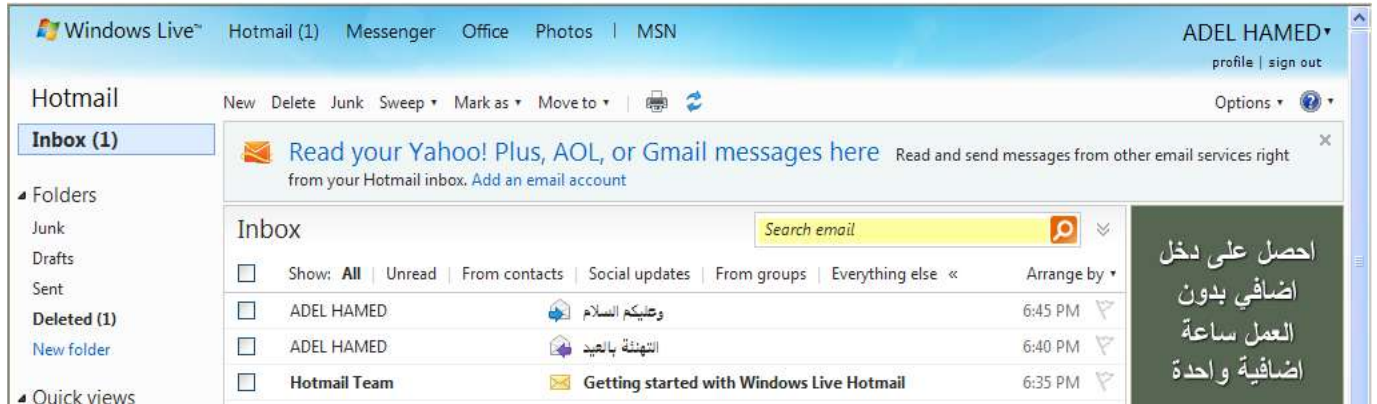 Windows Live™ Hotmail (1) Messenger Office Photos | MSN ADEL HAMED
profile | sign out
Hotmail New Delete Junk Sweep Mark as Move to Options
Inbox (1)
Read your Yahoo! Plus, AOL, or Gmail messages here Read and send messages from other email services right
from your Hotmail inbox. Add an email account
Folders
Junk
Drafts
Sent
Deleted (1)
New folder
Quick views
Inbox Search email
Show: All | Unread | From contacts | Social updates | From groups | Everything else « Arrange by
ADEL HAMED وعليكم السلام 6:45 PM
ADEL HAMED التهنئة بالعيد 6:40 PM
Hotmail Team Getting started with Windows Live Hotmail 6:35 PM
احصل على دخل
اضافي بدون
العمل ساعة
اضافية واحدة